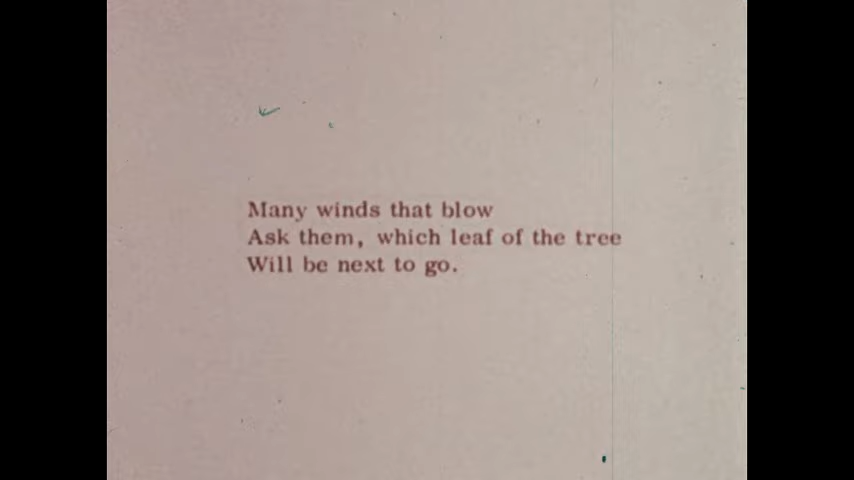 Many winds that blow
Ask them, which leaf of the tree
Will be next to go.